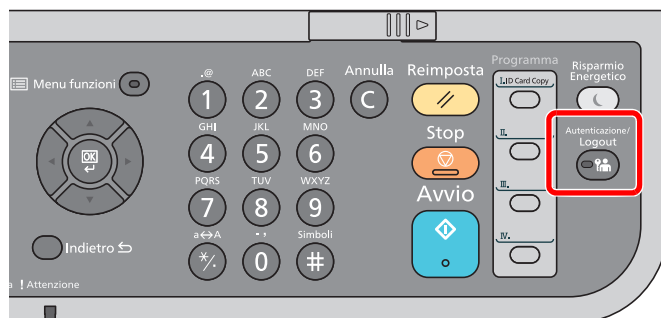 Menu funzioni
.@
ABC
DEF
Annulla
1
2
3
C
GHI
JKL
MNO
4
5
6
PQRS
TUV
WXYZ
7
8
9
a↔A
Simboli
*/.
0
#
OK
Indietro
a ! Attenzione
Reimposta
Stop
Avvio
Programma
I.ID Card Copy
II.
III.
IV.
Risparmio
Energetico
Autenticazione/
Logout